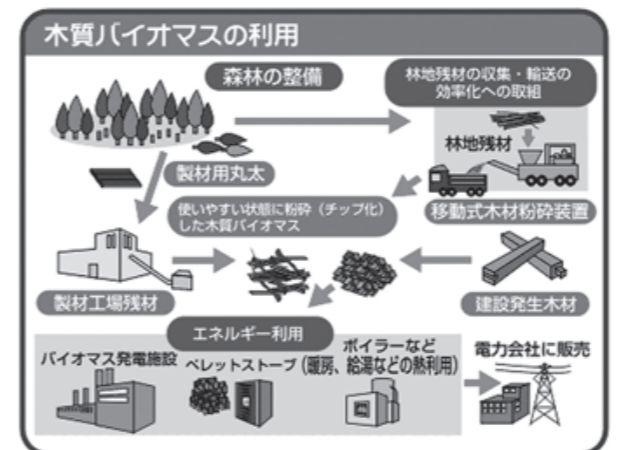 木質バイオマスの利用
森林の整備
林地残材の収集・輸送の
効率化への取組
林地残材
製材用丸太
使いやすい状態に粉砕（チップ化）
した木質バイオマス
移動式木材粉砕装置
製材工場残材
建設発生木材
エネルギー利用
バイオマス発電施設
ペレットストーブ
ボイラーなど
（暖房、給湯などの熱利用）
電力会社に販売